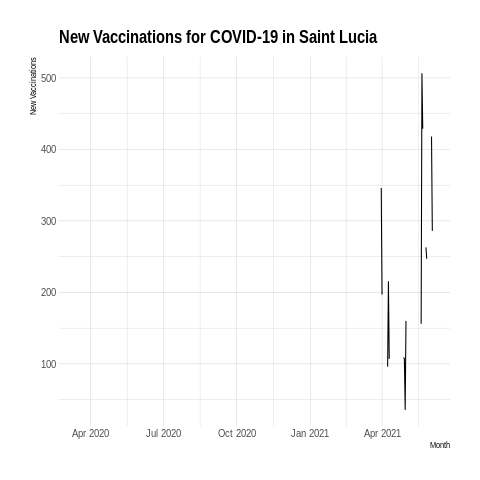 New Vaccinations for COVID-19 in Saint Lucia
New Vaccinations
500
400
300
200
100
Apr 2020 Jul 2020 Oct 2020 Jan 2021 Apr 2021
Month